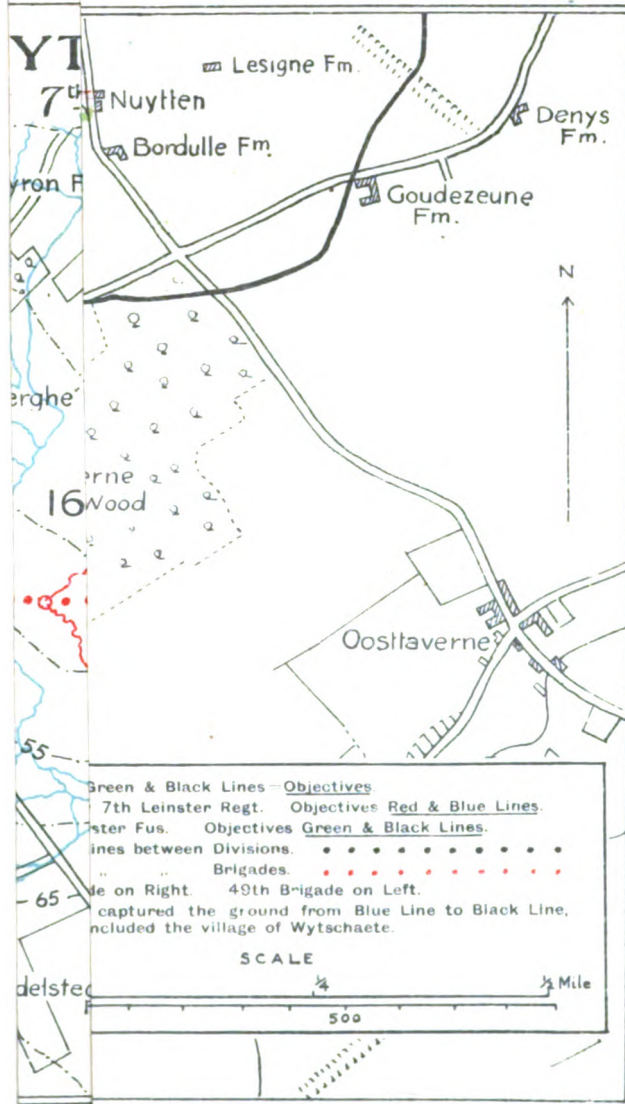 YT
7th
Lesigne Fm.
Nuytten
Denys
Fm.
Bordulle Fm.
yron F
Goudezeune
Fm.
N
erghe
erne
Wood
16
Oosttaverne
55
Green & Black Lines - Objectives.
7th Leinster Regt. Objectives Red & Blue Lines.
ster Fus. Objectives Green & Black Lines.
ines between Divisions.
„ „ Brigades.
de on Right. 49th Brigade on Left.
65
captured the ground from Blue Line to Black Line,
ncluded the village of Wytschaete.
SCALE
delste
¼ ½ Mile
500